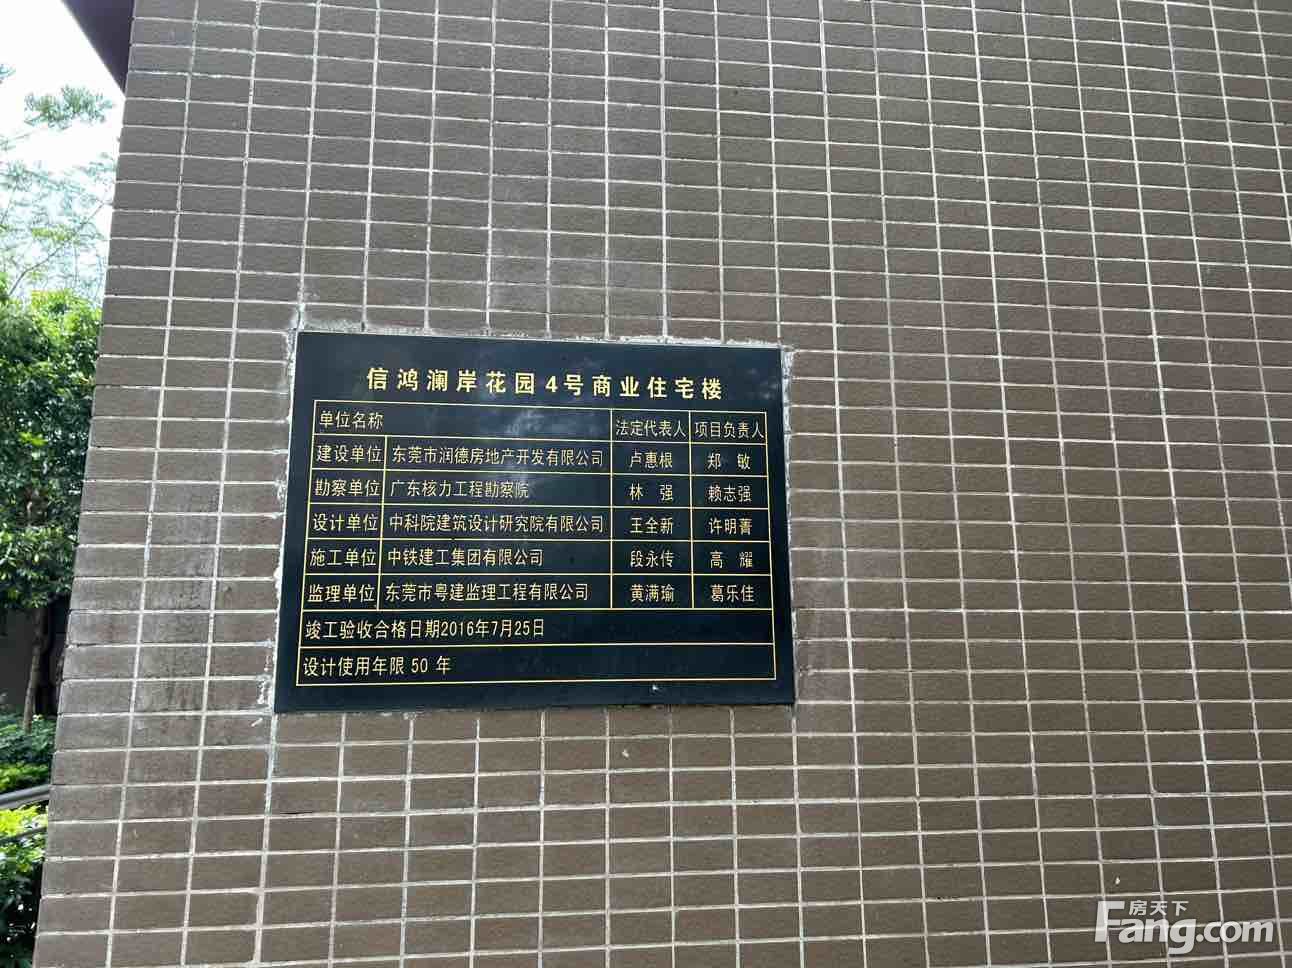 信鸿澜岸花园4号商业住宅楼
单位名称 法定代表人 项目负责人
建设单位 东莞市润德房地产开发有限公司 卢惠根 郑 敏
勘察单位 广东核力工程勘察院 林 强 赖志强
设计单位 中科院建筑设计研究院有限公司 王全新 许明菁
施工单位 中铁建工集团有限公司 段永传 高 耀
监理单位 东莞市粤建监理工程有限公司 黄满瑜 葛乐佳
竣工验收合格日期2016年7月25日
设计使用年限 50 年
房天下
Fang.com